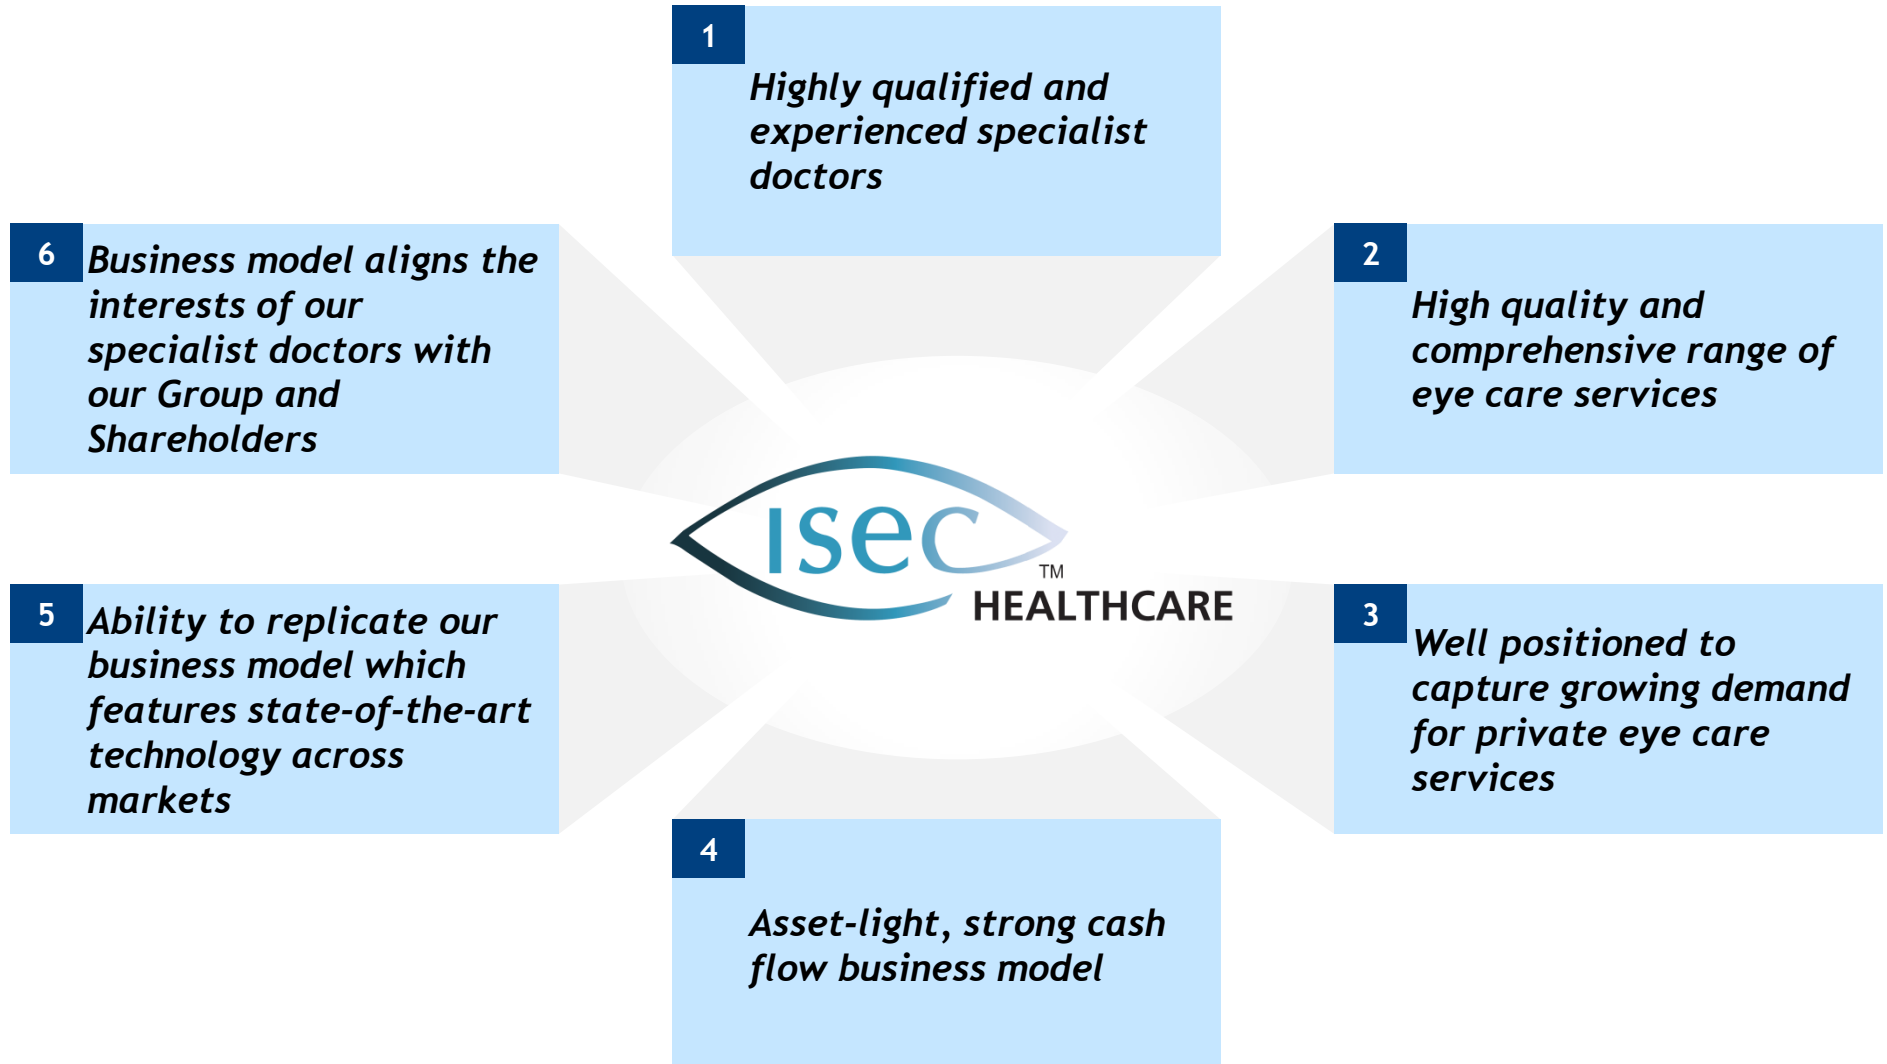 1
Highly qualified and
experienced specialist
doctors
2
High quality and
comprehensive range of
eye care services
3
Well positioned to
capture growing demand
for private eye care
services
4
Asset-light, strong cash
flow business model
5
Ability to replicate our
business model which
features state-of-the-art
technology across
markets
6
Business model aligns the
interests of our
specialist doctors with
our Group and
Shareholders
ISec
TM
HEALTHCARE